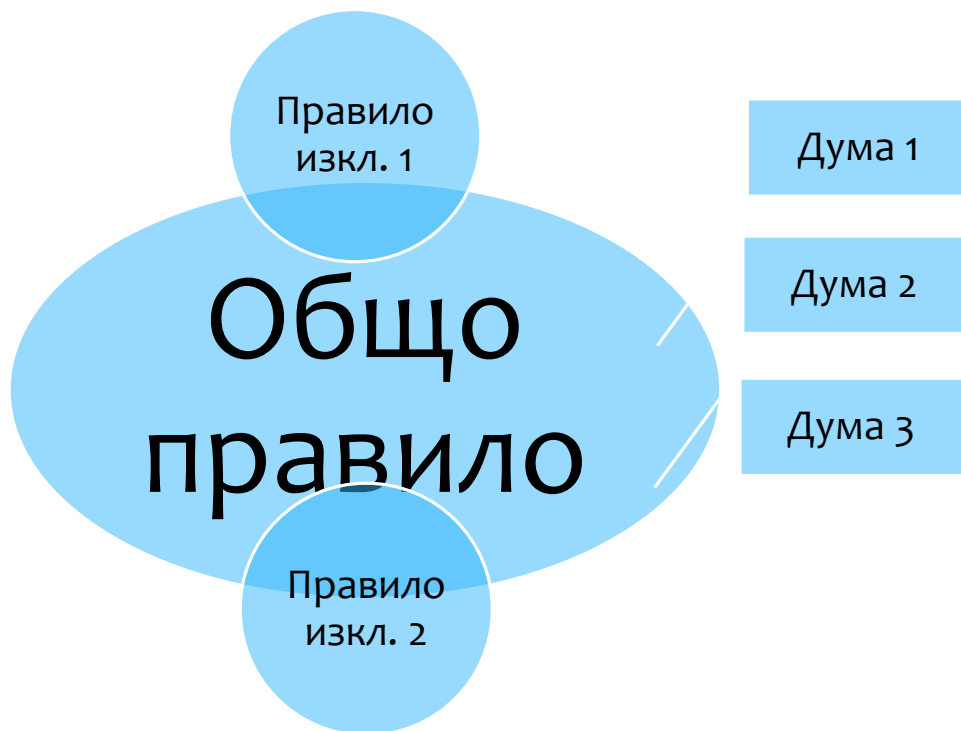 Правило
изкл. 1
Общо
правило
Правило
изкл. 2
Дума 1
Дума 2
Дума 3